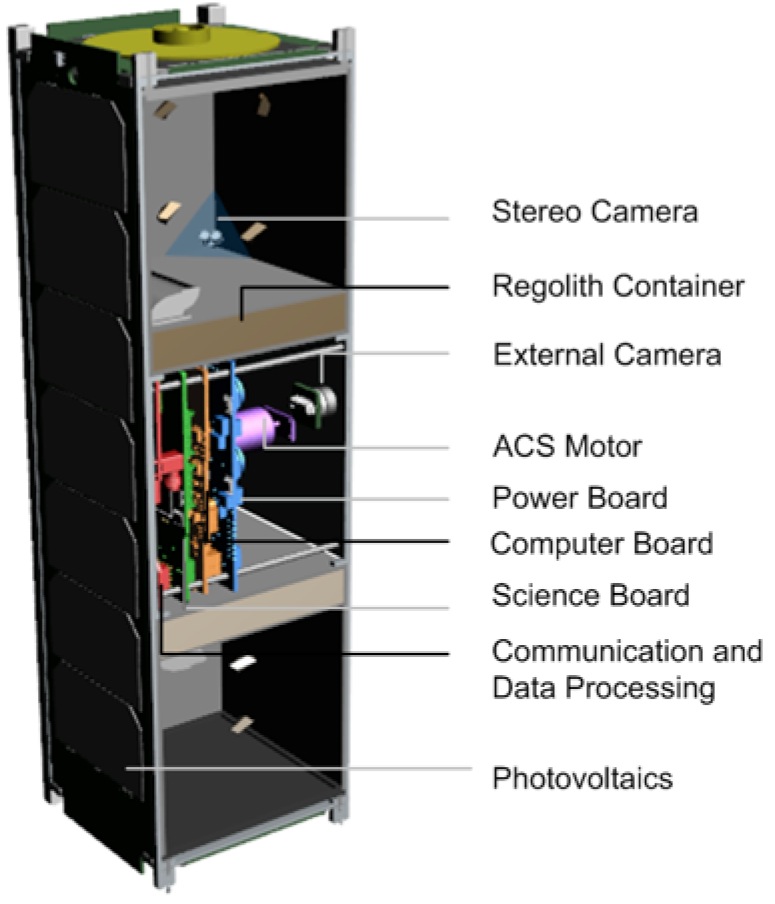 Stereo Camera
Regolith Container
External Camera
ACS Motor
Power Board
Computer Board
Science Board
Communication and
Data Processing
Photovoltaics